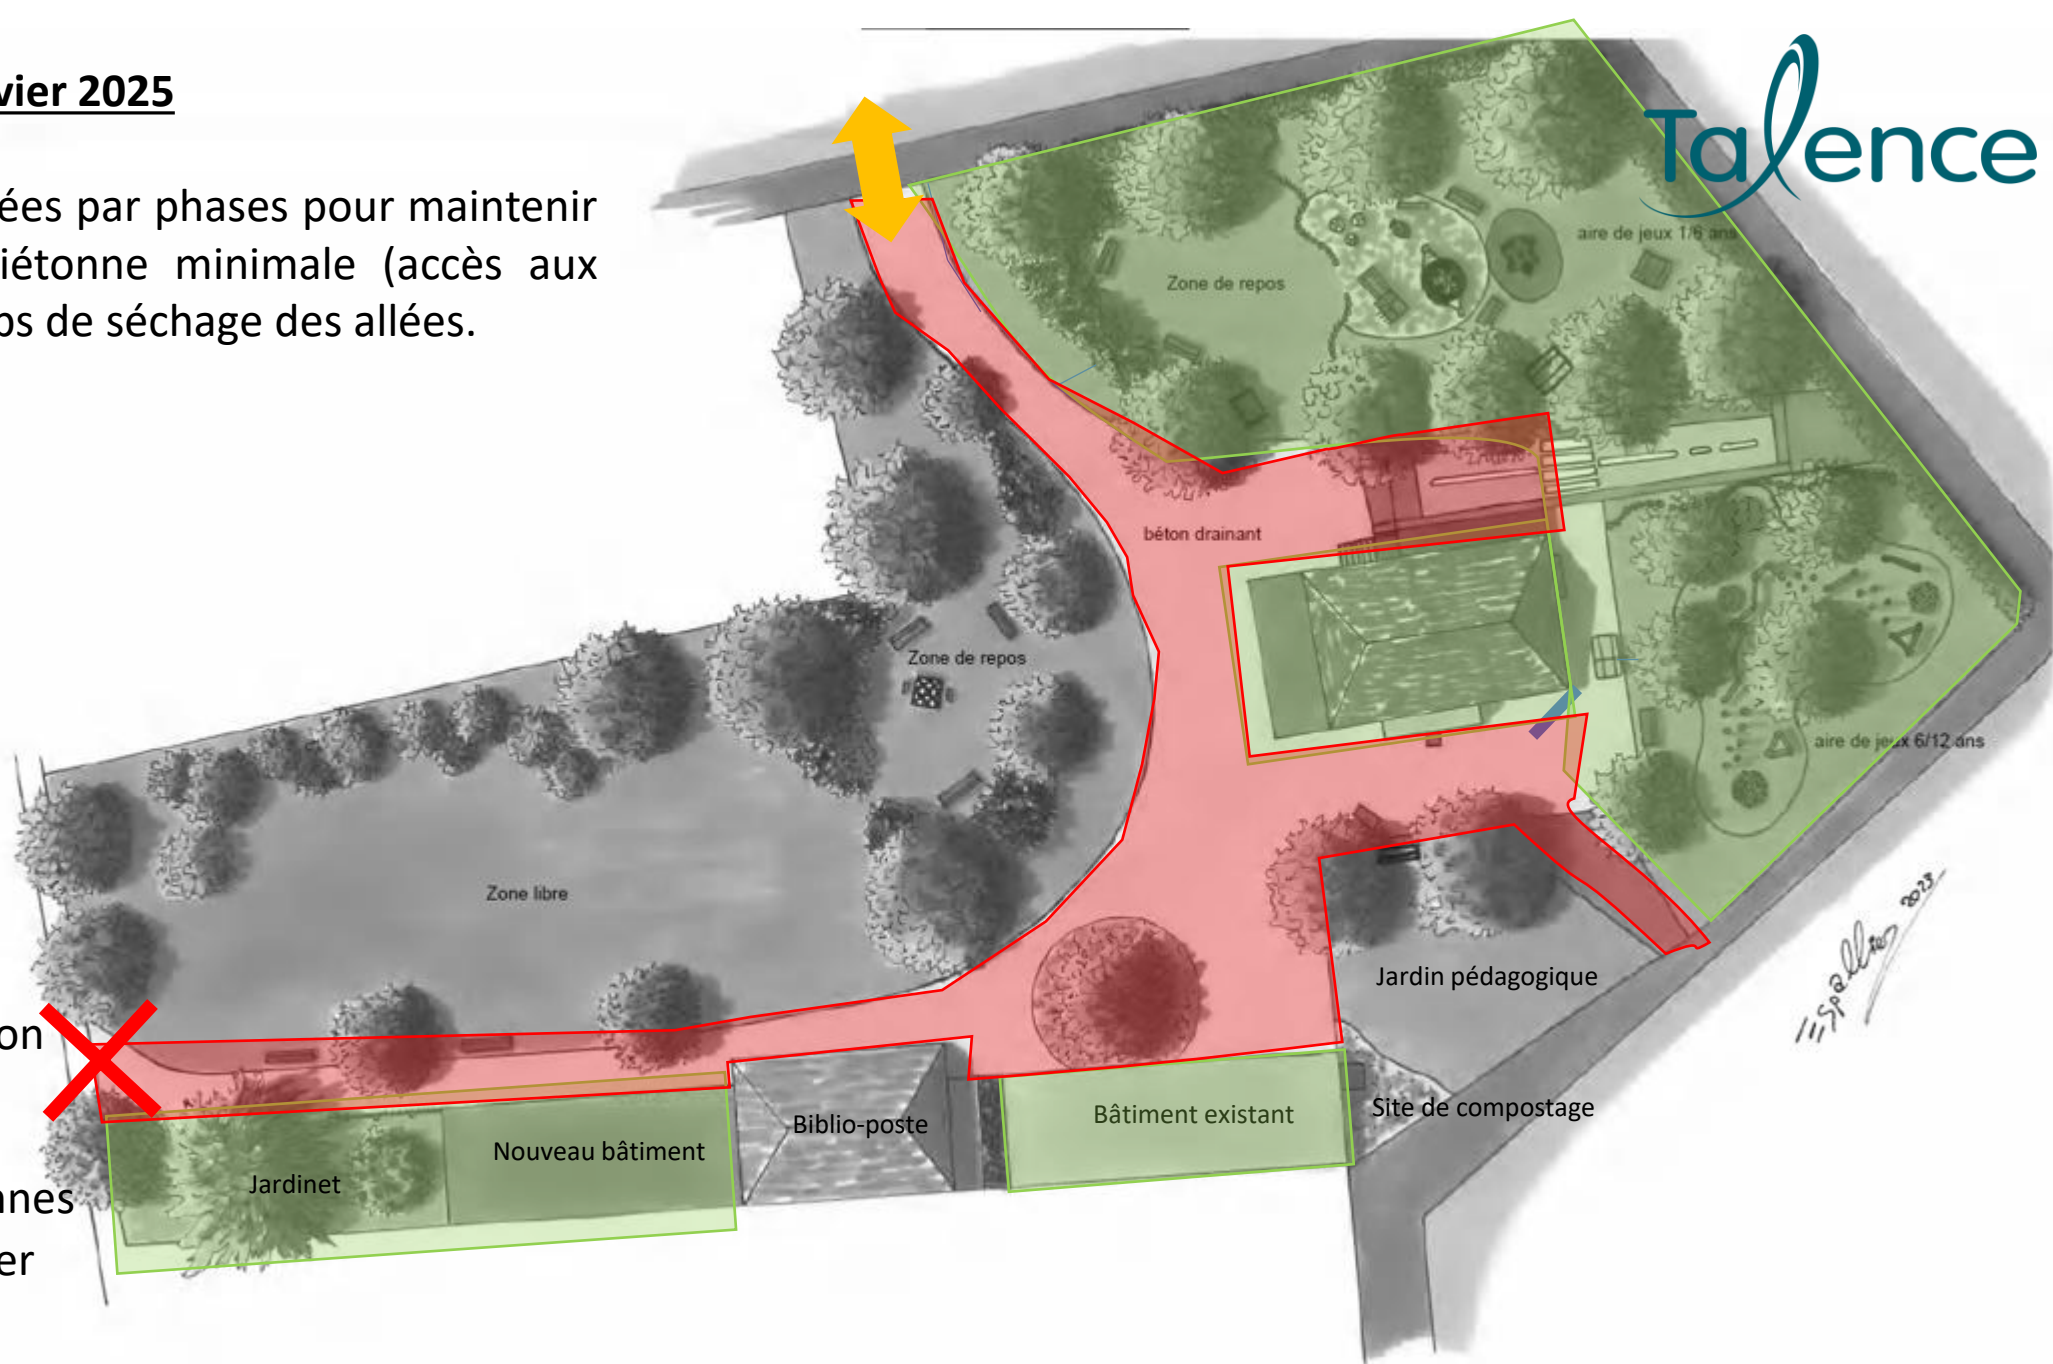 vier 2025
Talence
ées par phases pour maintenir
iétonne minimale (accès aux
ps de séchage des allées.
aire de jeux 1/6 ans
Zone de repos
béton drainant
Zone de repos
aire de jeux 6/12 ans
Zone libre
2023
Jardin pédagogique
on
Site de compostage
Bâtiment existant
Biblio-poste
Nouveau bâtiment
Jardinet
nnes
er